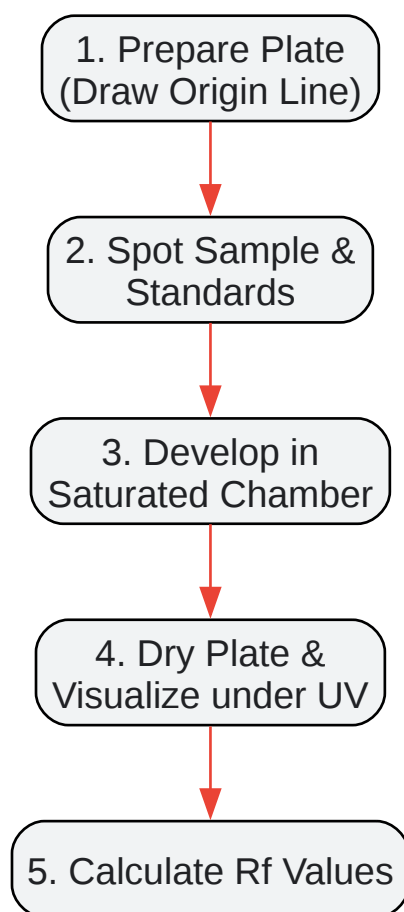 1. Prepare Plate
(Draw Origin Line)
2. Spot Sample &
Standards
3. Develop in
Saturated Chamber
4. Dry Plate &
Visualize under UV
5. Calculate Rf Values